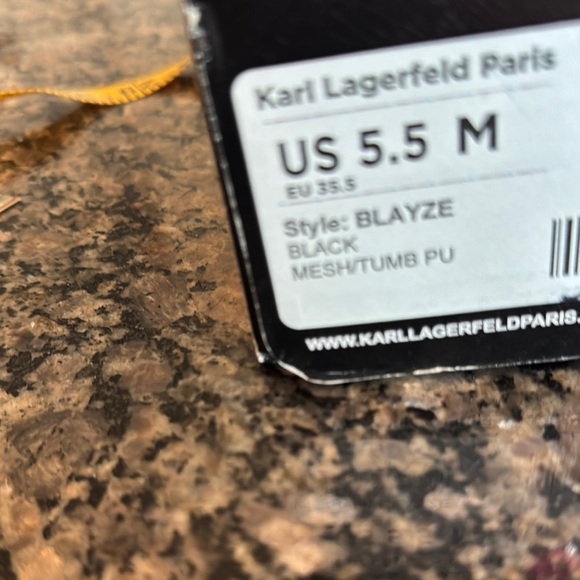 Karl Lagerfeld Paris
US 5.5 M
EU 35.5
Style: BLAYZE
BLACK
MESH/TUMB PU
WWW.KARLLAGERFELDPARIS.